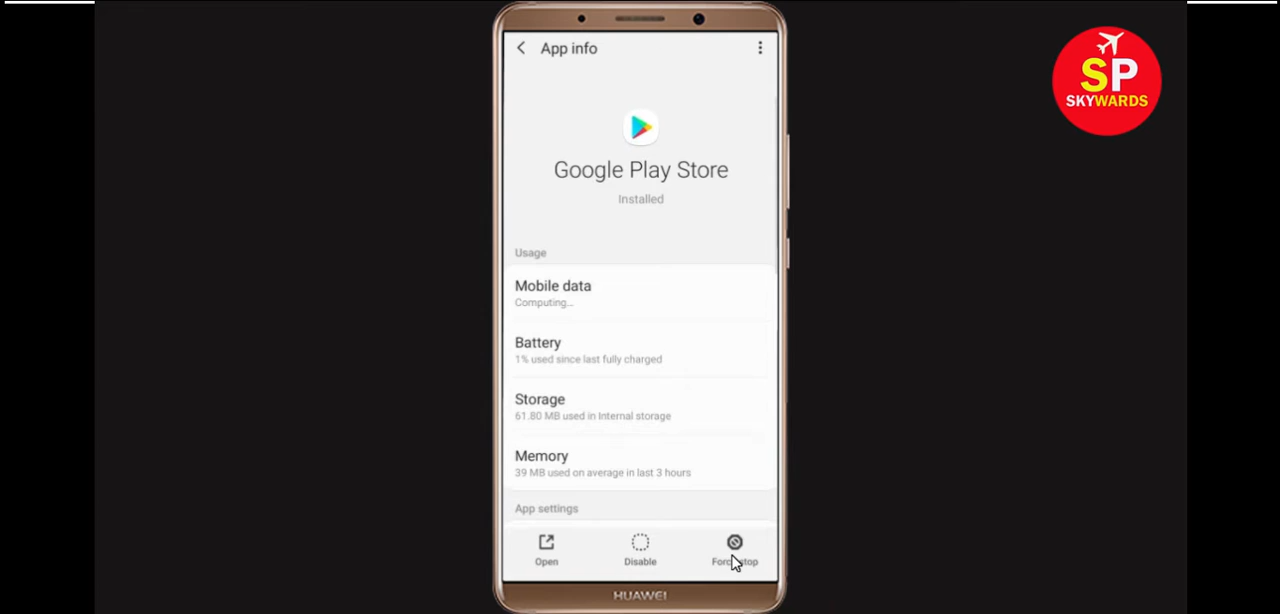 App info
SP
SKYWARDS
Google Play Store
Installed
Usage
Mobile data
Computing...
Battery
1% used since last fully charged
Storage
61.80 MB used in Internal storage
Memory
39 MB used on average in last 3 hours
App settings
Open
Disable
Force stop
HUAWEI